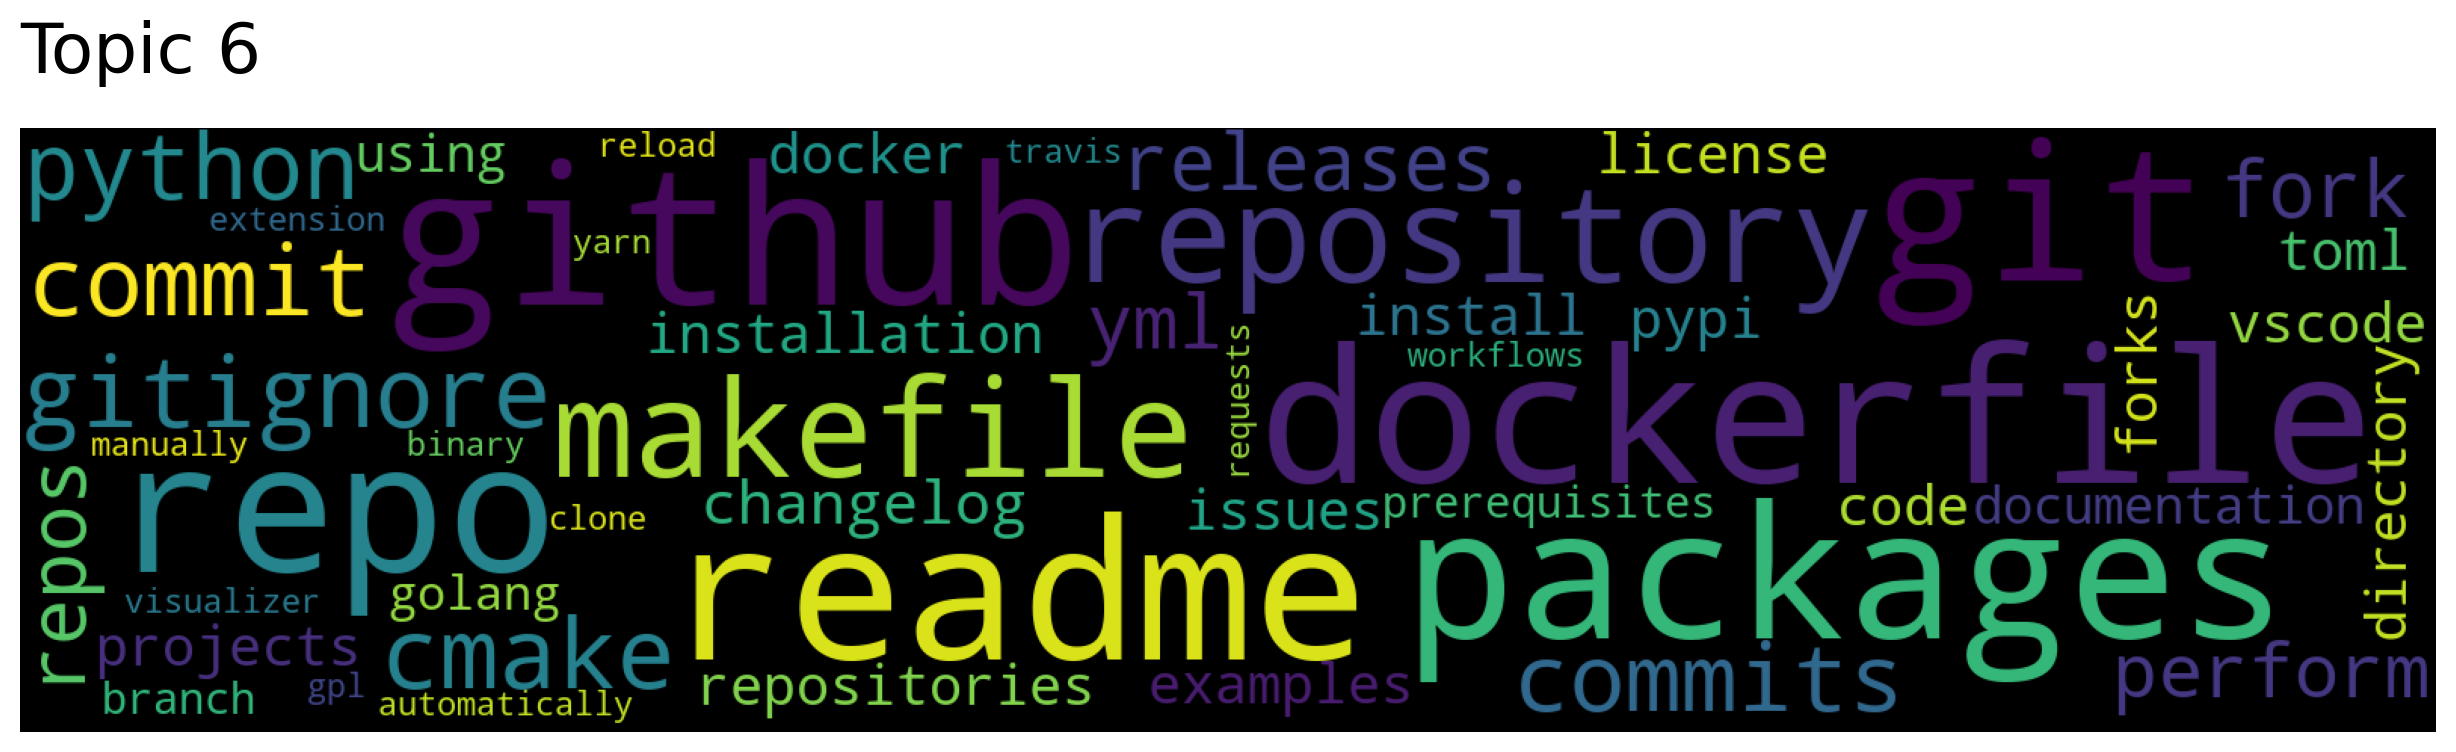 Topic 6
python
using
reload
docker
travis
releases
license
fork
extension
github
yarn
repository
git
toml
commit
installation
yml
install
pypi
forks
vscode
workflows
requests
gitignore
makefile
dockerfile
directory
manually
binary
repos
repo
clone
changelog
issues
prerequisites
code
documentation
visualizer
golang
readme
packages
projects
cmake
branch
gpl
automatically
repositories
examples
commits
perform